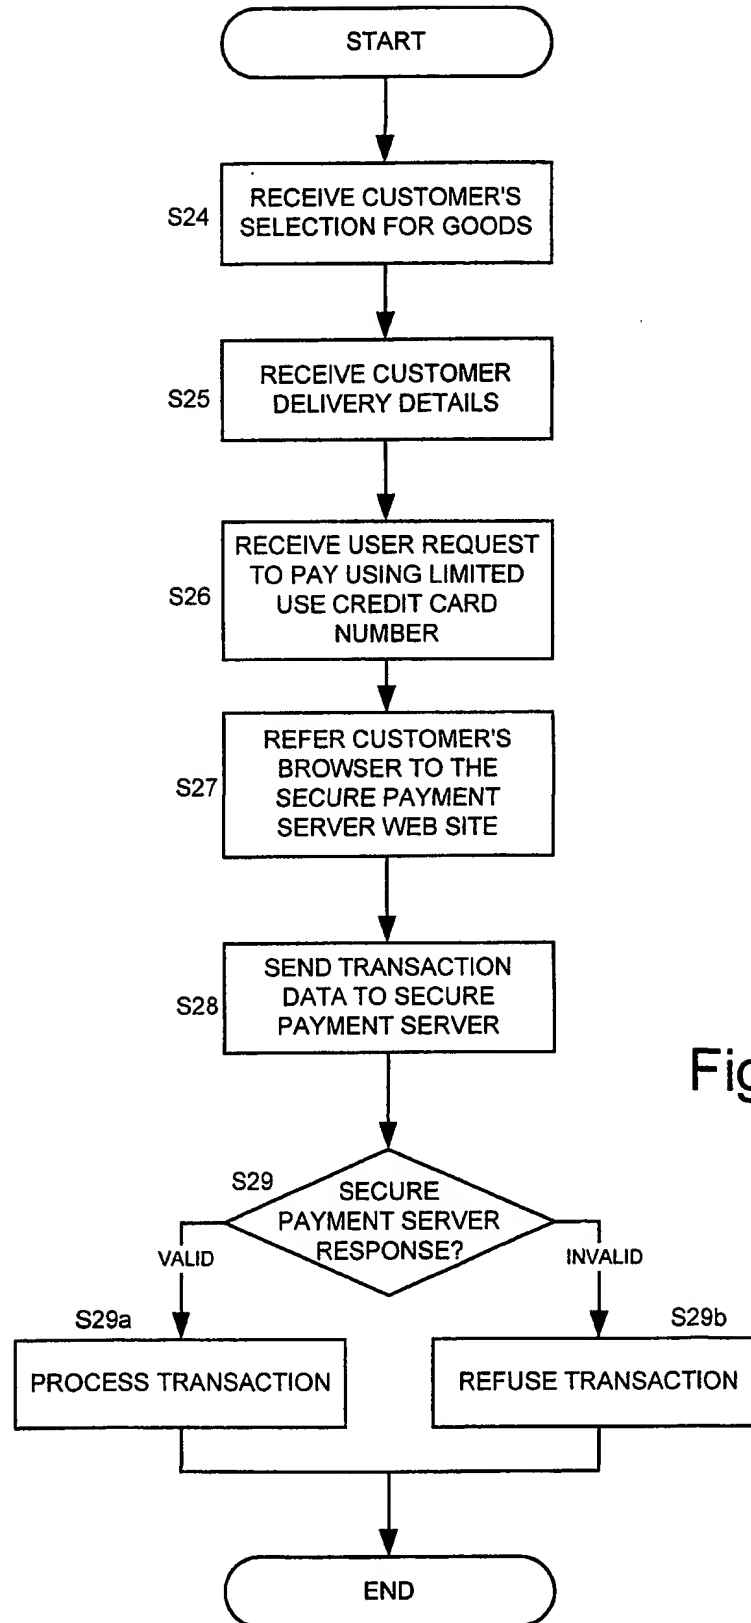 START
S24
RECEIVE CUSTOMER'S
SELECTION FOR GOODS
S25
RECEIVE CUSTOMER
DELIVERY DETAILS
S26
RECEIVE USER REQUEST
TO PAY USING LIMITED
USE CREDIT CARD
NUMBER
S27
REFER CUSTOMER'S
BROWSER TO THE
SECURE PAYMENT
SERVER WEB SITE
S28
SEND TRANSACTION
DATA TO SECURE
PAYMENT SERVER
Fig
S29
SECURE
PAYMENT SERVER
RESPONSE?
VALID
INVALID
S29a
S29b
PROCESS TRANSACTION
REFUSE TRANSACTION
END